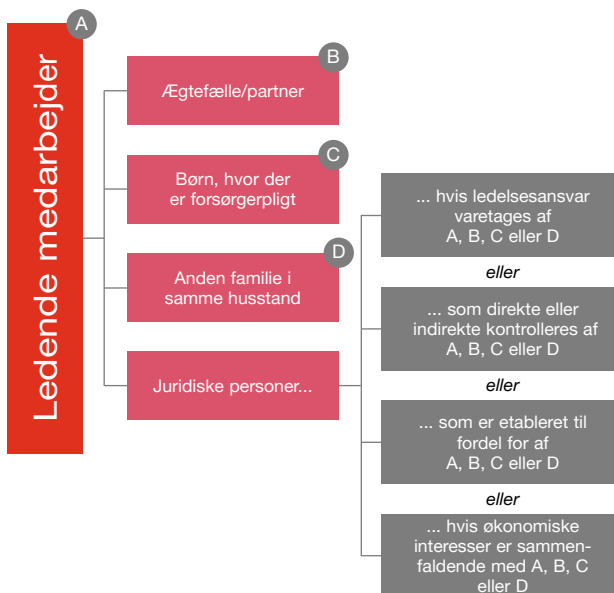 Ledende medarbejder
A
B
Ægtefælle/partner
C
Børn, hvor der
er forsørgerpligt
D
Anden familie i
samme husstand
Juridiske personer...
... hvis ledelsesansvar
varetages af
A, B, C eller D
eller
... som direkte eller
indirekte kontrolleres af
A, B, C eller D
eller
... som er etableret til
fordel for af
A, B, C eller D
eller
... hvis økonomiske
interesser er sammen-
faldende med A, B, C
eller D